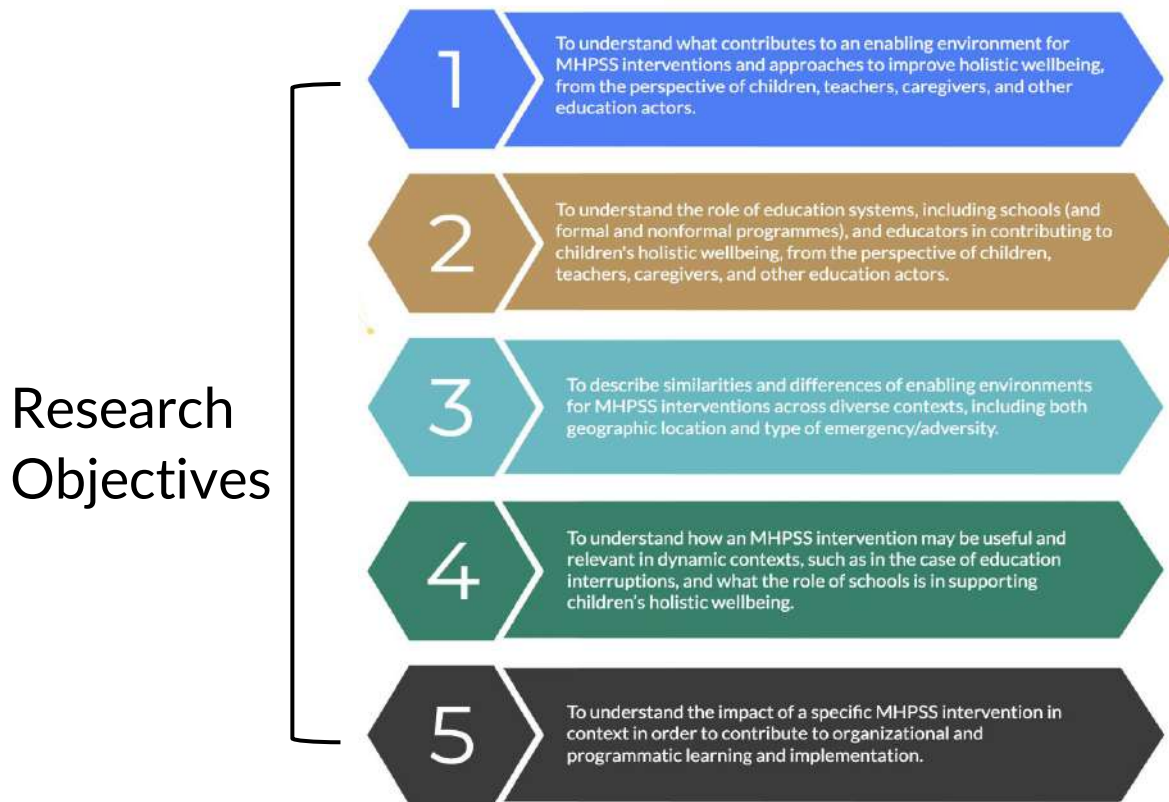 Research
Objectives
1
To understand what contributes to an enabling environment for
MHPSS interventions and approaches to improve holistic wellbeing,
from the perspective of children, teachers, caregivers, and other
education actors.
2
To understand the role of education systems, including schools (and
formal and nonformal programmes), and educators in contributing to
children's holistic wellbeing, from the perspective of children,
teachers, caregivers, and other education actors.
3
To describe similarities and differences of enabling environments
for MHPSS interventions across diverse contexts, including both
geographic location and type of emergency/adversity.
4
To understand how an MHPSS intervention may be useful and
relevant in dynamic contexts, such as in the case of education
interruptions, and what the role of schools is in supporting
children's holistic wellbeing.
5
To understand the impact of a specific MHPSS intervention in
context in order to contribute to organizational and
programmatic learning and implementation.